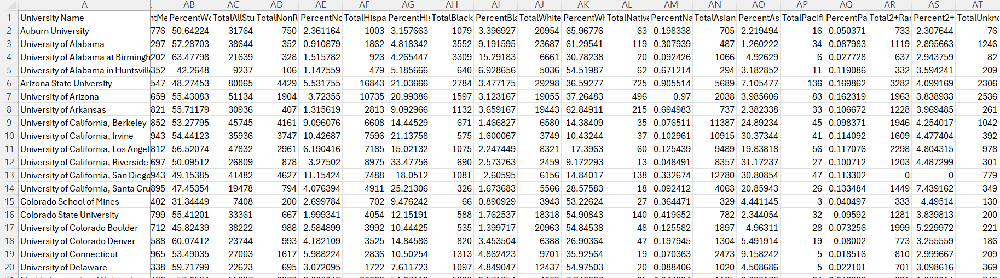 A AB AC AD AE AF AG AH AI AJ AK AL AM AN AO AP AQ AR AS AT
1 University Name ntMe PercentWo TotalAllStu TotalNonR PercentNo TotalHispa PercentHis TotalBlack PercentBla TotalWhite PercentWh TotalNative PercentNa TotalAsian PercentAs TotalPacifi PercentPa Total2+Rac Percent2+ TotalUnkno
2 Auburn University 776 50.64224 31764 750 2.361164 1003 3.157663 1079 3.396927 20954 65.96776 63 0.198338 705 2.219494 16 0.050371 733 2.307644 76
3 University of Alabama 297 57.28703 38644 352 0.910879 1862 4.818342 3552 9.191595 23687 61.29541 119 0.307939 487 1.260222 34 0.087983 1119 2.895663 1246
4 University of Alabama at Birmingh 202 63.47798 21639 328 1.515782 923 4.265447 3309 15.29183 6661 30.78238 20 0.092426 1066 4.92629 6 0.027728 637 2.943759 82
5 University of Alabama in Huntsvill 352 42.2648 9237 106 1.147559 479 5.185666 640 6.928656 5036 54.51987 62 0.671214 294 3.182852 11 0.119086 332 3.594241 209
6 Arizona State University 547 48.27453 80065 4429 5.531755 16843 21.03666 2784 3.477175 29298 36.59277 725 0.905514 5689 7.105477 136 0.169862 3282 4.099169 2306
7 University of Arizona 659 55.43083 51134 1904 3.72355 10735 20.99386 1597 3.123167 19055 37.26483 496 0.97 2038 3.985606 83 0.162319 1963 3.838933 2536
8 University of Arkansas 821 55.71179 30936 407 1.315619 2813 9.092966 1132 3.659167 19443 62.84911 215 0.694983 737 2.382338 33 0.106672 1228 3.969485 261
9 University of California, Berkeley 852 53.27795 45745 4161 9.096076 6608 14.44529 671 1.466827 6580 14.38409 35 0.076511 11387 24.89234 45 0.098371 1946 4.254017 1042
10 University of California, Irvine 943 54.44123 35936 3747 10.42687 7596 21.13758 575 1.600067 3749 10.43244 37 0.102961 10915 30.37344 41 0.114092 1609 4.477404 392
11 University of California, Los Angel 812 56.52074 47832 2961 6.190416 7185 15.02132 1075 2.247449 8321 17.3963 60 0.125439 9489 19.83818 56 0.117076 2298 4.804315 978
12 University of California, Riverside 697 50.09512 26809 878 3.27502 8975 33.47756 690 2.573763 2459 9.172293 13 0.048491 8357 31.17237 27 0.100712 1203 4.487299 301
13 University of California, San Diego 943 49.15385 41482 4627 11.15424 7488 18.0512 1081 2.60595 6156 14.84017 138 0.332674 12780 30.80854 47 0.113302 0 0 779
14 University of California, Santa Cru 895 47.45354 19478 794 4.076394 4911 25.21306 326 1.673683 5566 28.57583 18 0.092412 4063 20.85943 26 0.133484 1449 7.439162 349
15 Colorado School of Mines 402 31.34449 7408 200 2.699784 702 9.476242 66 0.890929 3943 53.22624 27 0.364471 329 4.441145 3 0.040497 333 4.49514 130
16 Colorado State University 799 55.41201 33361 667 1.999341 4054 12.15191 588 1.762537 18318 54.90843 140 0.419652 782 2.344054 32 0.09592 1281 3.839813 200
17 University of Colorado Boulder 712 45.82439 38222 988 2.584899 3992 10.44425 535 1.399717 20963 54.84538 48 0.125582 1897 4.96311 28 0.073256 1999 5.229972 221
18 University of Colorado Denver 588 60.07412 23744 993 4.182109 3525 14.84586 820 3.453504 6388 26.90364 47 0.197945 1304 5.491914 19 0.08002 773 3.255559 186
19 University of Connecticut 965 53.49035 27003 1617 5.988224 2836 10.50254 1313 4.862423 9701 35.92564 19 0.070363 2473 9.158242 5 0.018516 810 2.999667 209
20 University of Delaware 338 59.71799 22623 695 3.072095 1722 7.611723 1097 4.849047 12437 54.97503 20 0.088406 1020 4.508686 5 0.022101 701 3.098616 369